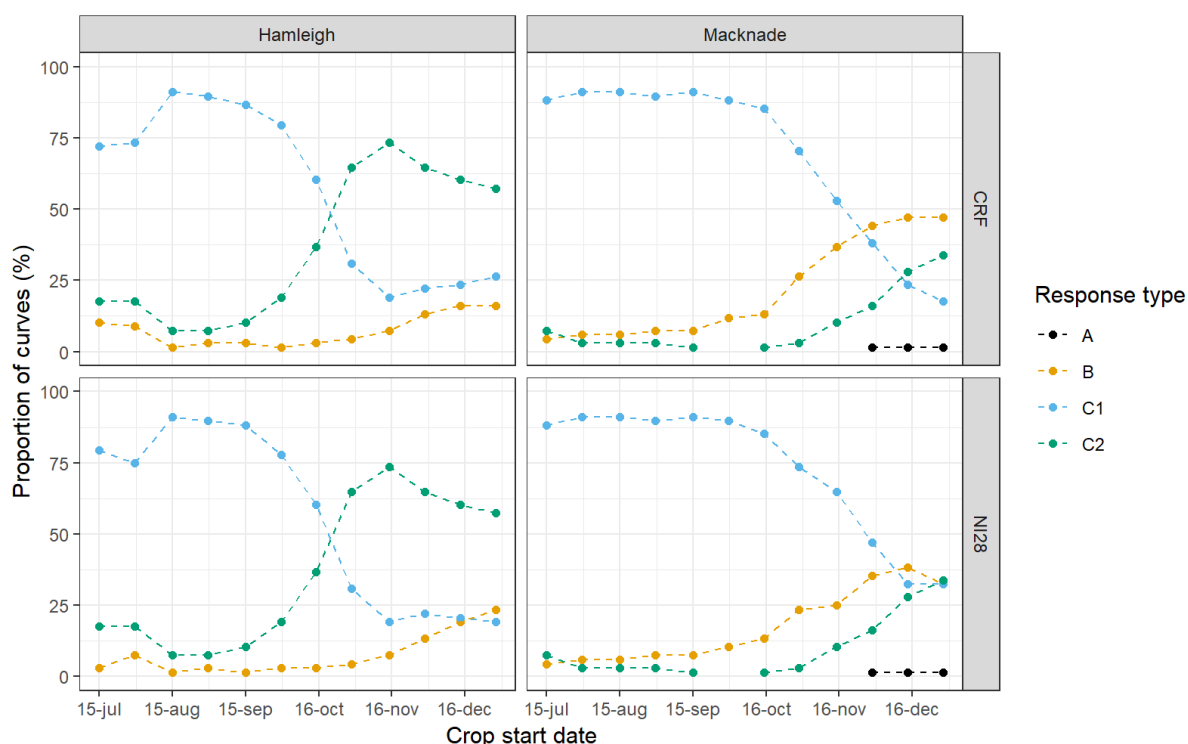 Hamleigh
Macknade
100
75
50
25
0
CRF
100
75
50
25
0
NI28
15-jul 15-aug 15-sep 16-oct 16-nov 16-dec
15-jul 15-aug 15-sep 16-oct 16-nov 16-dec
Crop start date
Proportion of curves (%)
Response type
A
B
C1
C2